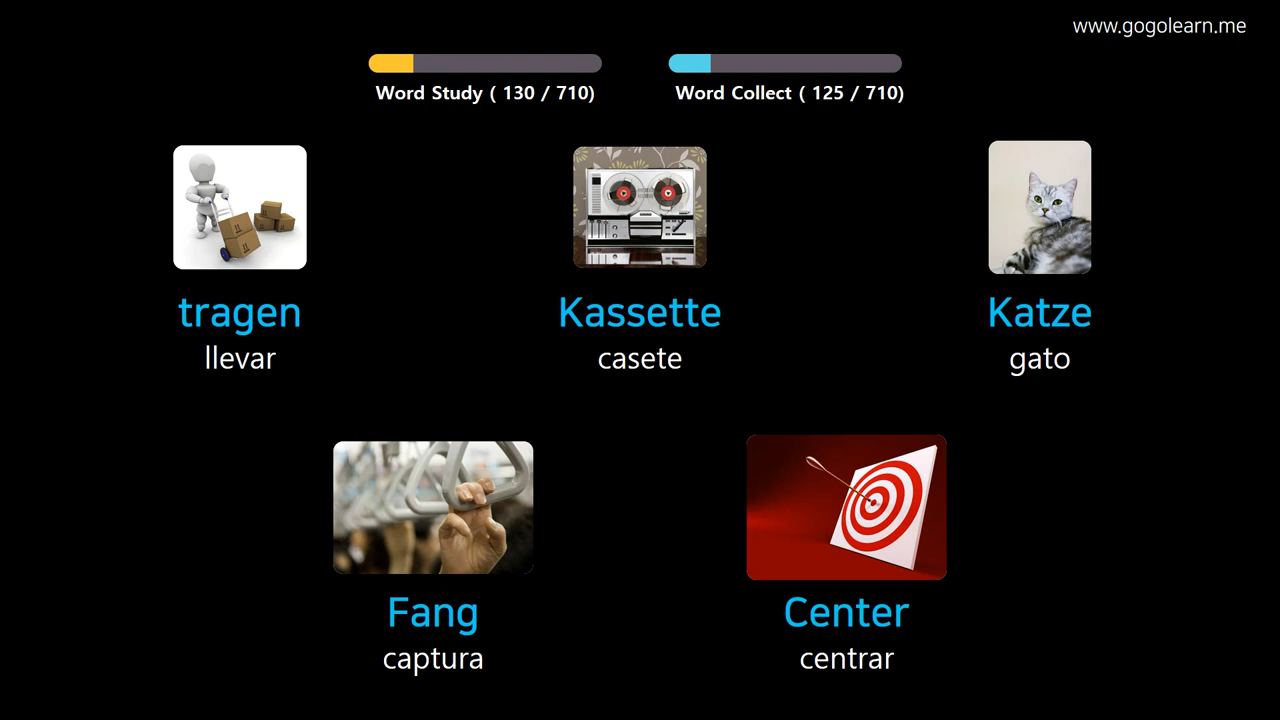 www.gogolearn.me
Word Study ( 130 / 710)
Word Collect ( 125 / 710)
tragen
llevar
Kassette
casete
Katze
gato
Fang
captura
Center
centrar